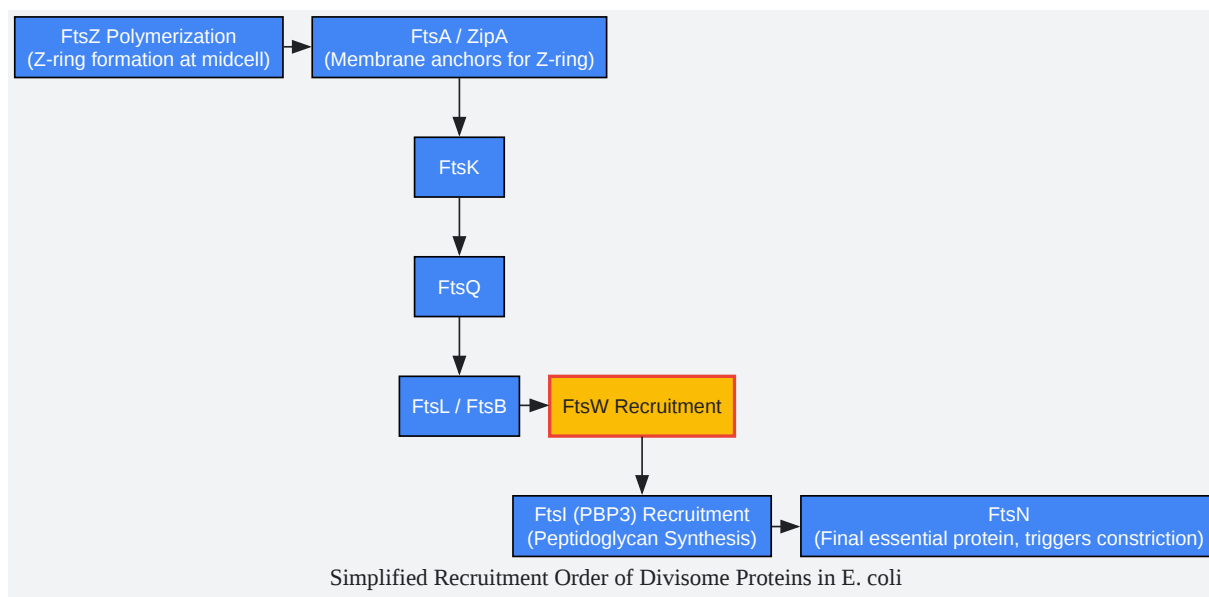 FtsZ Polymerization
(Z-ring formation at midcell)
FtsA / ZipA
(Membrane anchors for Z-ring)
FtsK
FtsQ
FtsL / FtsB
FtsW Recruitment
FtsI (PBP3) Recruitment
(Peptidoglycan Synthesis)
FtsN
(Final essential protein, triggers constriction)
Simplified Recruitment Order of Divisome Proteins in E. coli